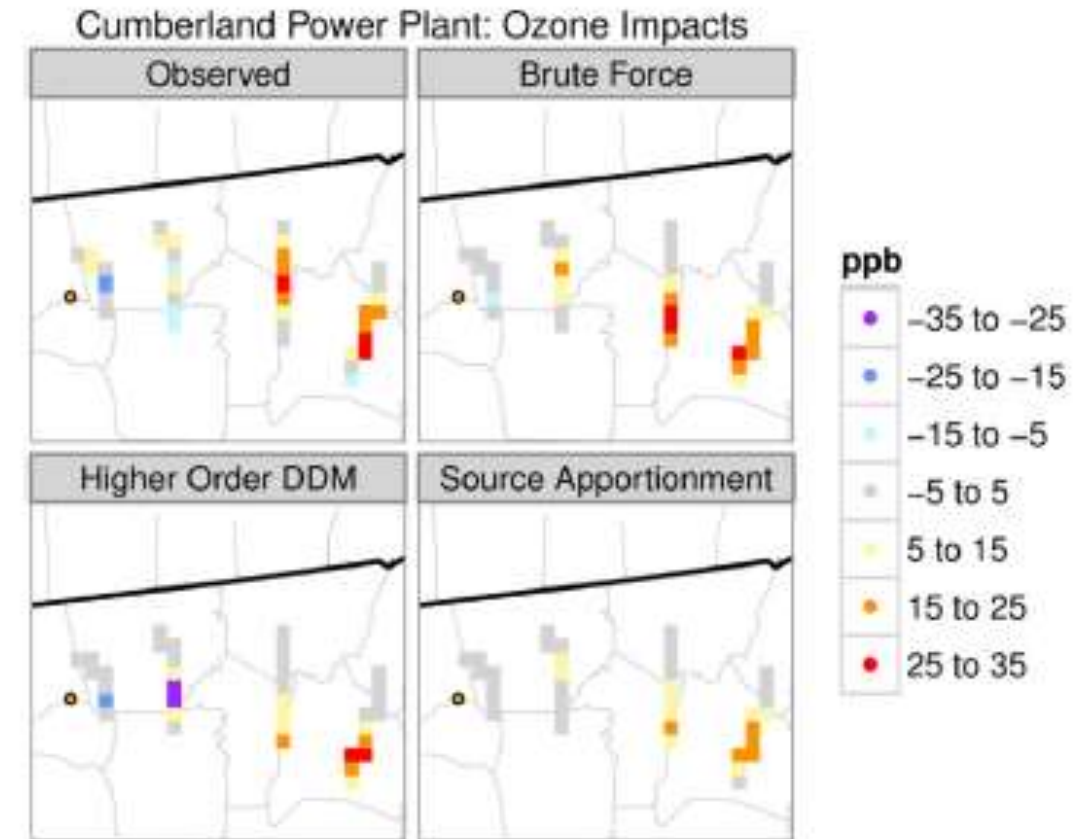 Cumberland Power Plant: Ozone Impacts
Observed
Brute Force
Higher Order DDM
Source Apportionment
ppb
−35 to −25
−25 to −15
−15 to −5
−5 to 5
5 to 15
15 to 25
25 to 35